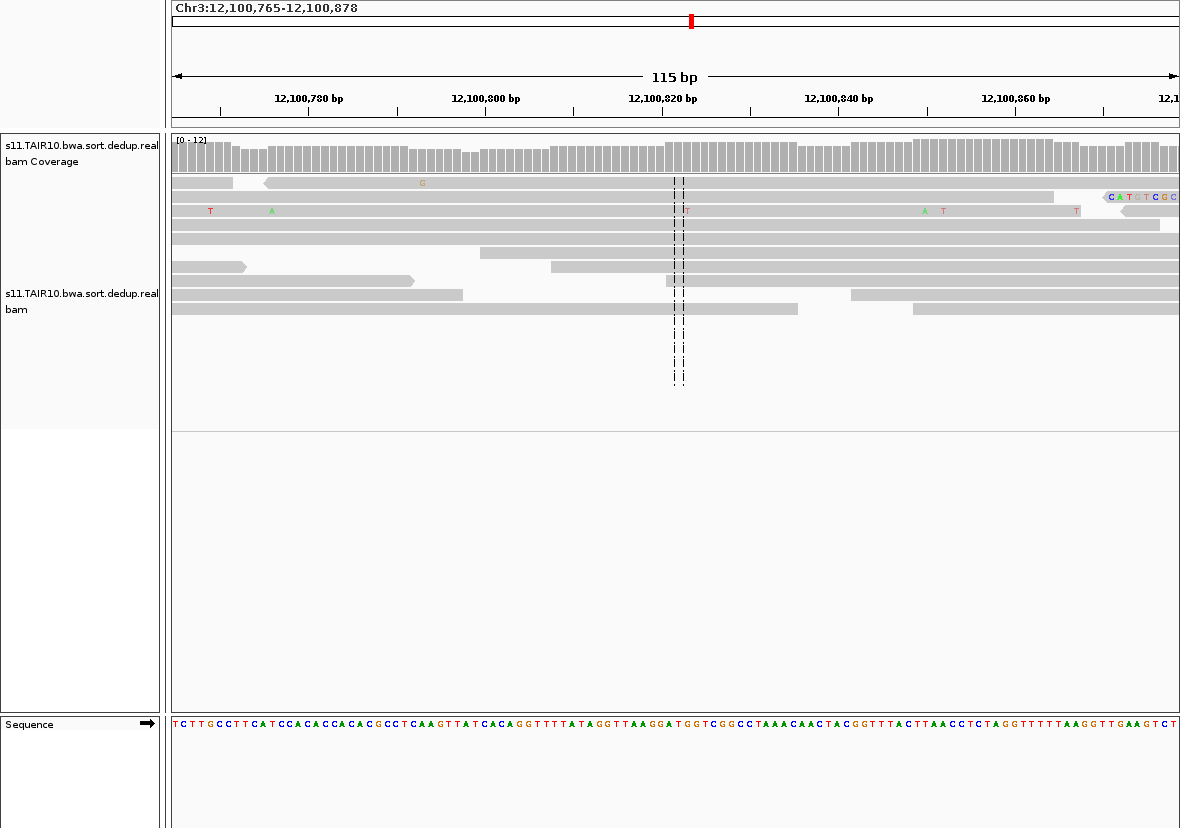 Chr3:12,100,765-12,100,878
115 bp
12,100,780 bp 12,100,800 bp 12,100,820 bp 12,100,840 bp 12,100,860 bp 12,1
s11.TAIR10.bwa.sort.dedup.real
bam Coverage
[0 - 12]
G
C A T G T C G C
T A T A T T
s11.TAIR10.bwa.sort.dedup.real
bam
Sequence
TCTTGCCTTCATCCACACCACACGCCTCAAGTTATCACAGGTTTTATAGGTTAAGGATGGTCGGCCTAAACAACTACGGTTTACTTAACCTCTAGGTTTTTAAGGTTGAAGTCT